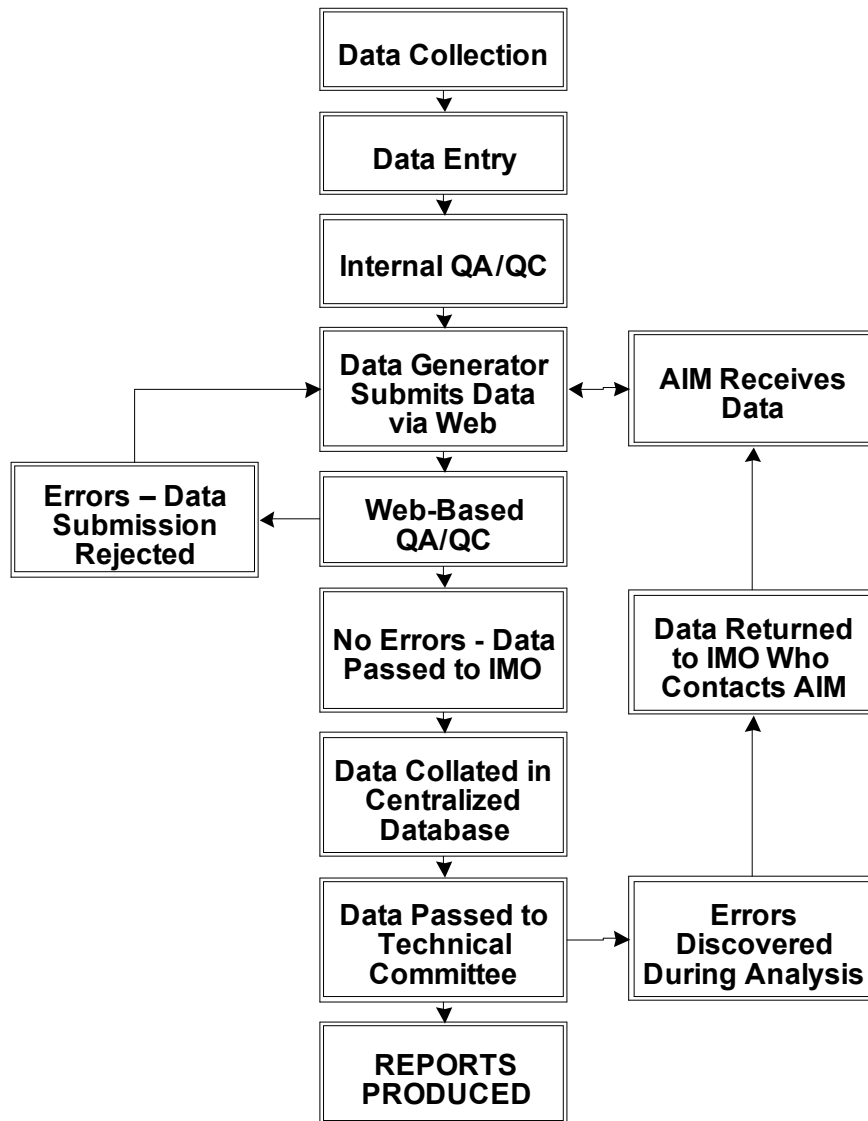 Data Collection
Data Entry
Internal QA/QC
Data Generator
Submits Data
via Web
AIM Receives
Data
Errors – Data
Submission
Rejected
Web-Based
QA/QC
No Errors - Data
Passed to IMO
Data Returned
to IMO Who
Contacts AIM
Data Collated in
Centralized
Database
Data Passed to
Technical
Committee
Errors
Discovered
During Analysis
REPORTS
PRODUCED